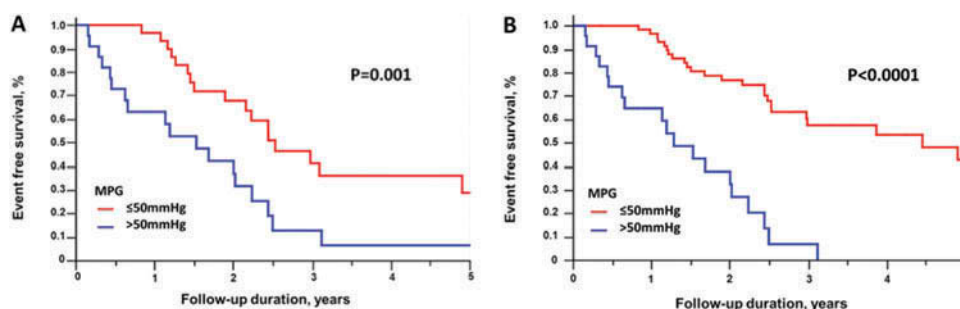 A
Event free survival, %
1.0
0.9
0.8
0.7
0.6
0.5
0.4
0.3
0.2
0.1
0
P=0.001
MPG
≤50mmHg
>50mmHg
0 1 2 3 4 5
Follow-up duration, years
B
Event free survival, %
1.0
0.9
0.8
0.7
0.6
0.5
0.4
0.3
0.2
0.1
0
P<0.0001
MPG
≤50mmHg
>50mmHg
0 1 2 3 4
Follow-up duration, years